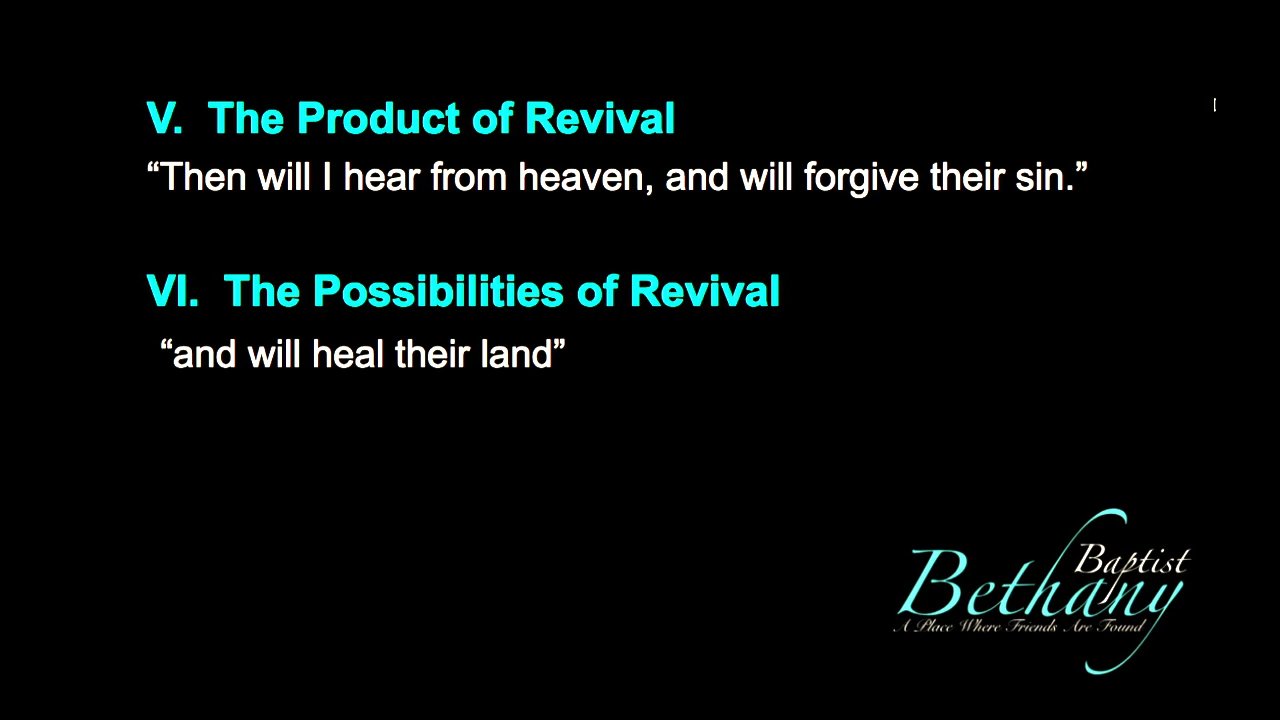 V. The Product of Revival
“Then will I hear from heaven, and will forgive their sin.”
VI. The Possibilities of Revival
“and will heal their land”
Baptist
Bethany
A Place Where Friends Are Found